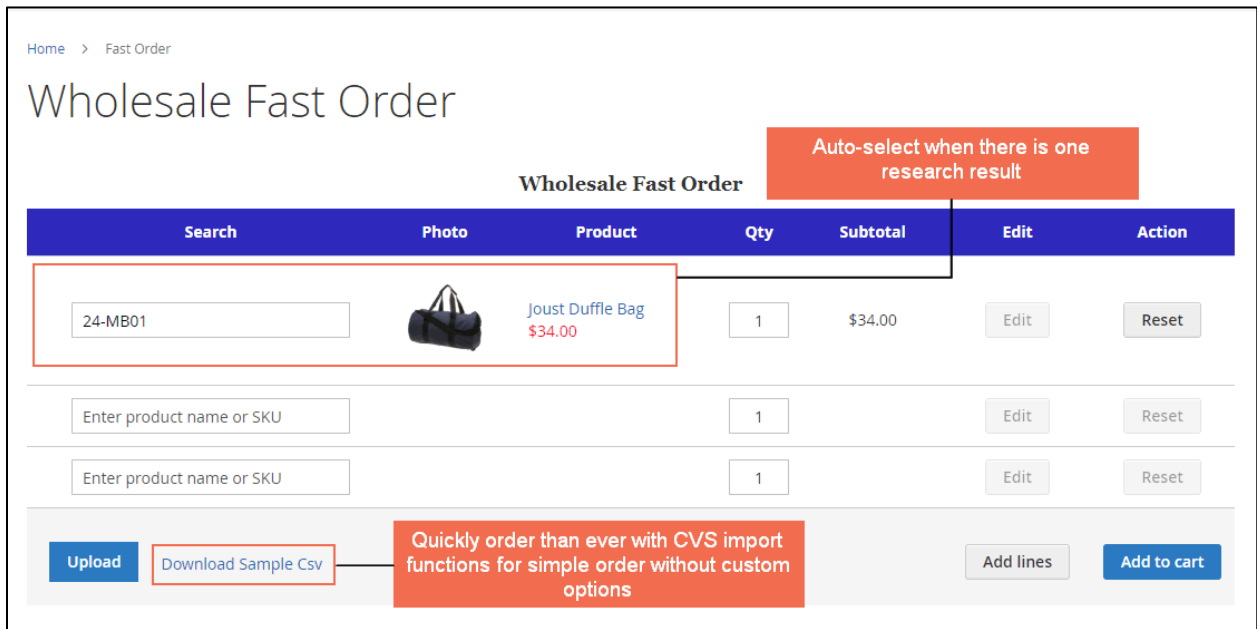 Home > Fast Order
Wholesale Fast Order
Auto-select when there is one
research result
Wholesale Fast Order
Search Photo Product Qty Subtotal Edit Action
24-MB01 Joust Duffle Bag 1 $34.00 Edit Reset
$34.00
Enter product name or SKU 1 Edit Reset
Enter product name or SKU 1 Edit Reset
Quickly order than ever with CVS import
functions for simple order without custom
options
Upload Download Sample Csv Add lines Add to cart